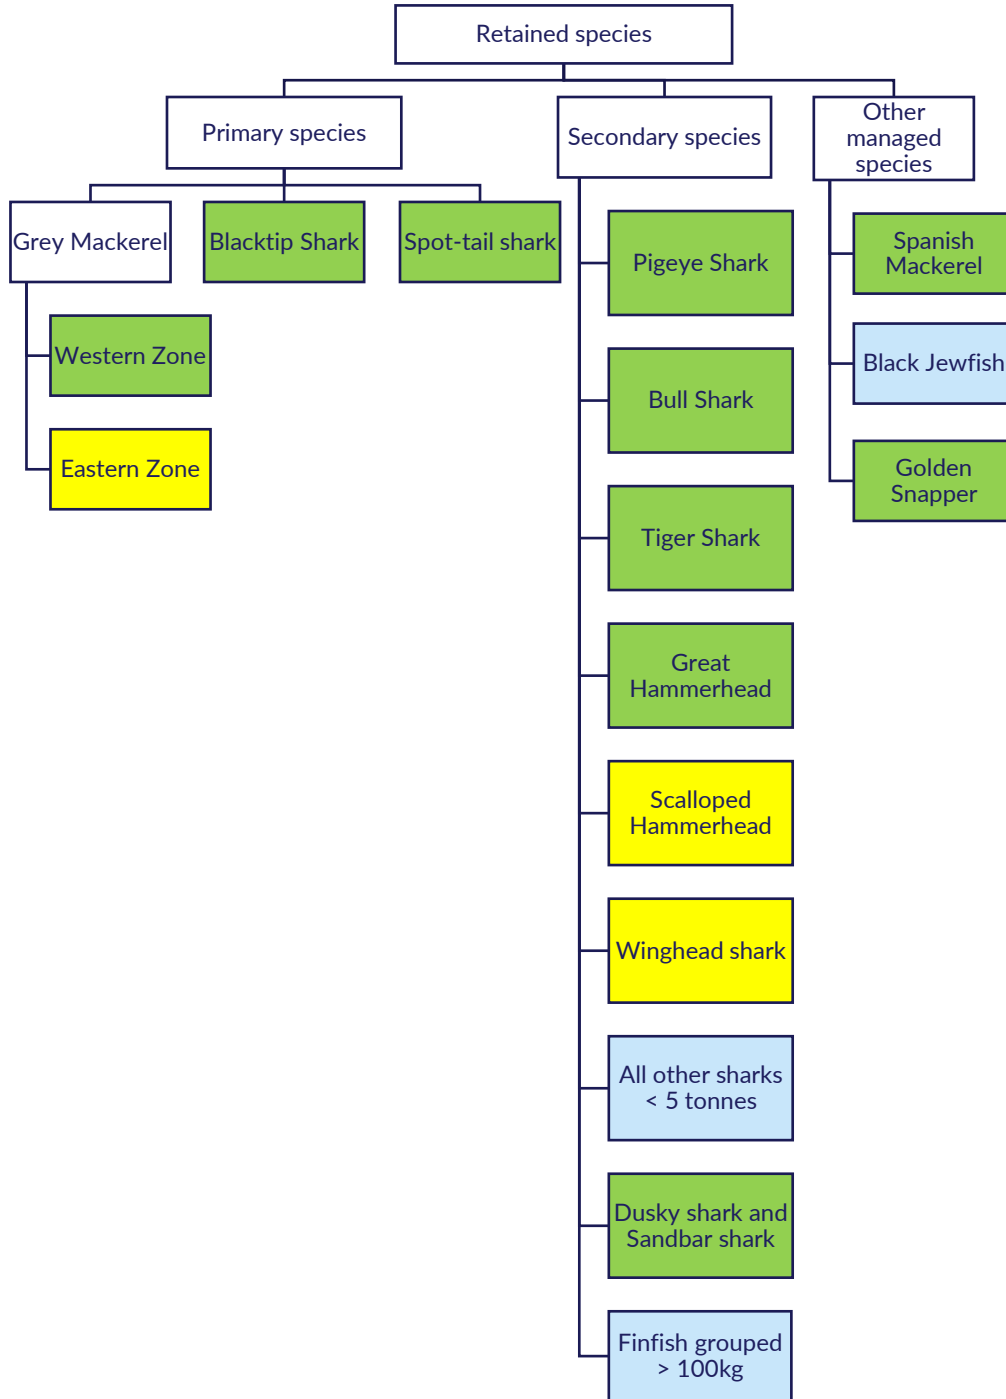 Retained species
Primary species
Secondary species
Other
managed
species
Grey Mackerel
Blacktip Shark
Spot-tail shark
Western Zone
Eastern Zone
Pigeye Shark
Bull Shark
Tiger Shark
Great
Hammerhead
Scalloped
Hammerhead
Winghead shark
All other sharks
< 5 tonnes
Dusky shark and
Sandbar shark
Finfish grouped
> 100kg
Spanish
Mackerel
Black Jewfish
Golden
Snapper